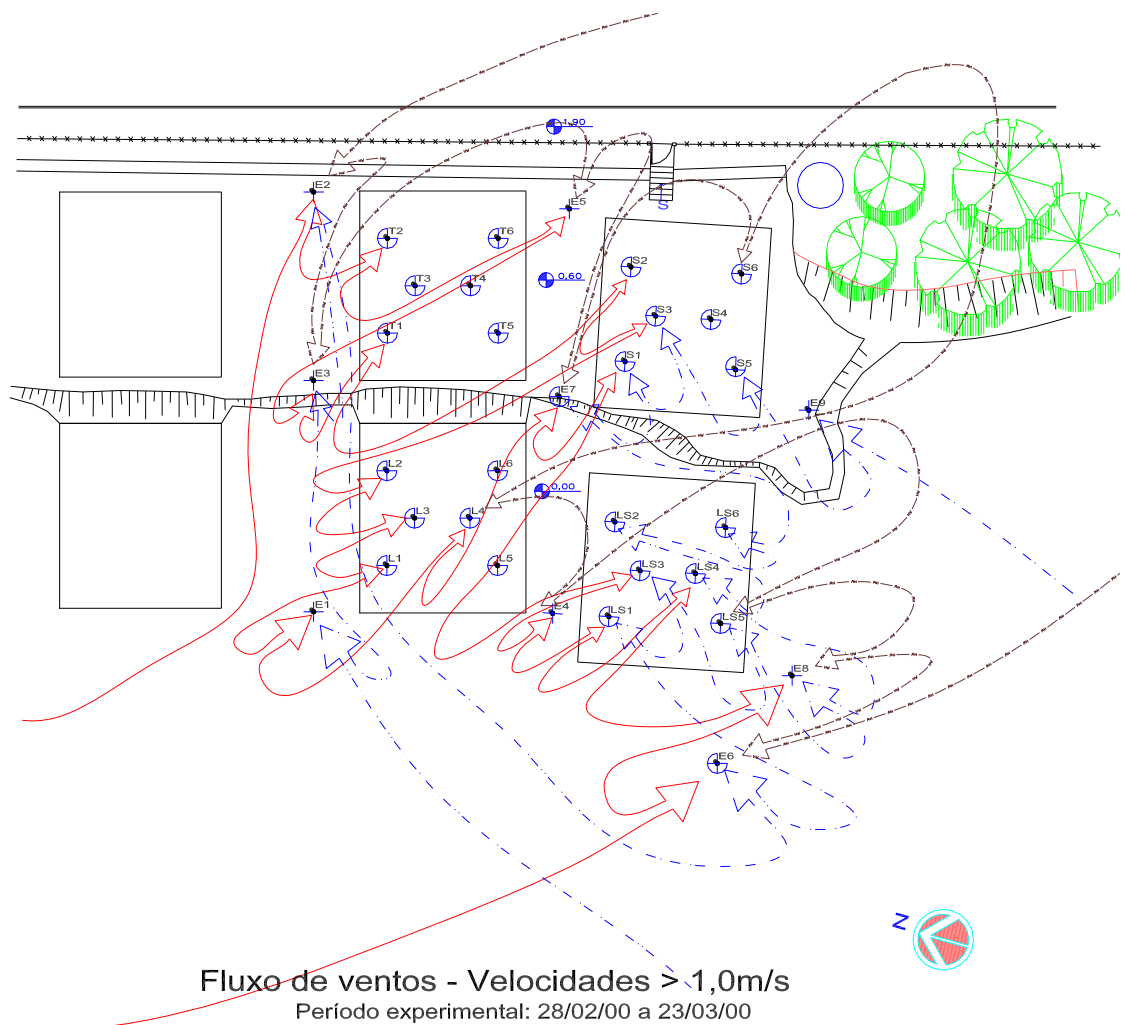 1.90
E2
E5
S
T2
T6
S2
S6
T3
T4
0.60
S3
S4
T1
T5
S1
S5
E3
E7
E9
L2
L6
0.00
L3
L4
LS2
LS6
L1
L5
LS3
LS4
E1
E4
LS1
LS5
E8
E6
N
Fluxo de ventos - Velocidades > 1,0m/s
Período experimental: 28/02/00 a 23/03/00